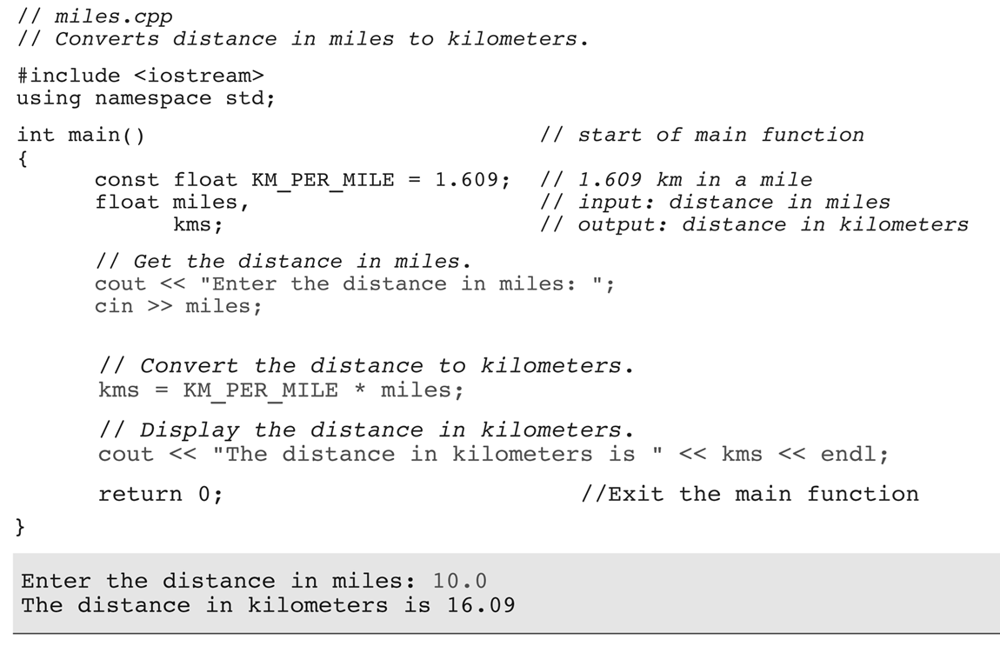 // miles.cpp
// Converts distance in miles to kilometers.
#include <iostream>
using namespace std;
int main() // start of main function
{
const float KM_PER_MILE = 1.609; // 1.609 km in a mile
float miles, // input: distance in miles
kms; // output: distance in kilometers
// Get the distance in miles.
cout << "Enter the distance in miles: ";
cin >> miles;
// Convert the distance to kilometers.
kms = KM_PER_MILE * miles;
// Display the distance in kilometers.
cout << "The distance in kilometers is " << kms << endl;
return 0; //Exit the main function
}
Enter the distance in miles: 10.0
The distance in kilometers is 16.09